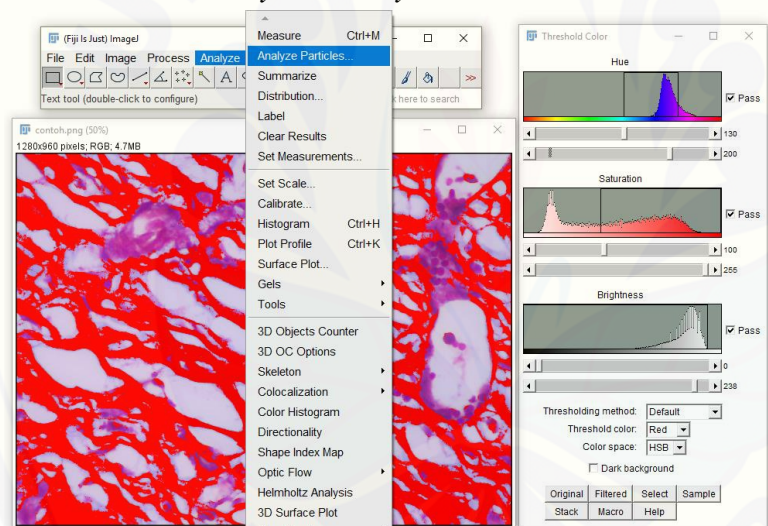 (Fiji Is Just) ImageJ
File Edit Image Process Analyze
Text tool (double-click to configure)
here to search
contoh.png (50%)
1280x960 pixels; RGB; 4.7MB
Measure Ctrl+M
Analyze Particles...
Summarize
Distribution...
Label
Clear Results
Set Measurements...
Set Scale...
Calibrate...
Histogram Ctrl+H
Plot Profile Ctrl+K
Surface Plot...
Gels
Tools
3D Objects Counter
3D OC Options
Skeleton
Colocalization
Color Histogram
Directionality
Shape Index Map
Optic Flow
Helmholtz Analysis
3D Surface Plot
Threshold Color
Hue
Pass
130
200
Saturation
Pass
100
255
Brightness
Pass
0
238
Thresholding method: Default
Threshold color: Red
Color space: HSB
Dark background
Original Filtered Select Sample
Stack Macro Help